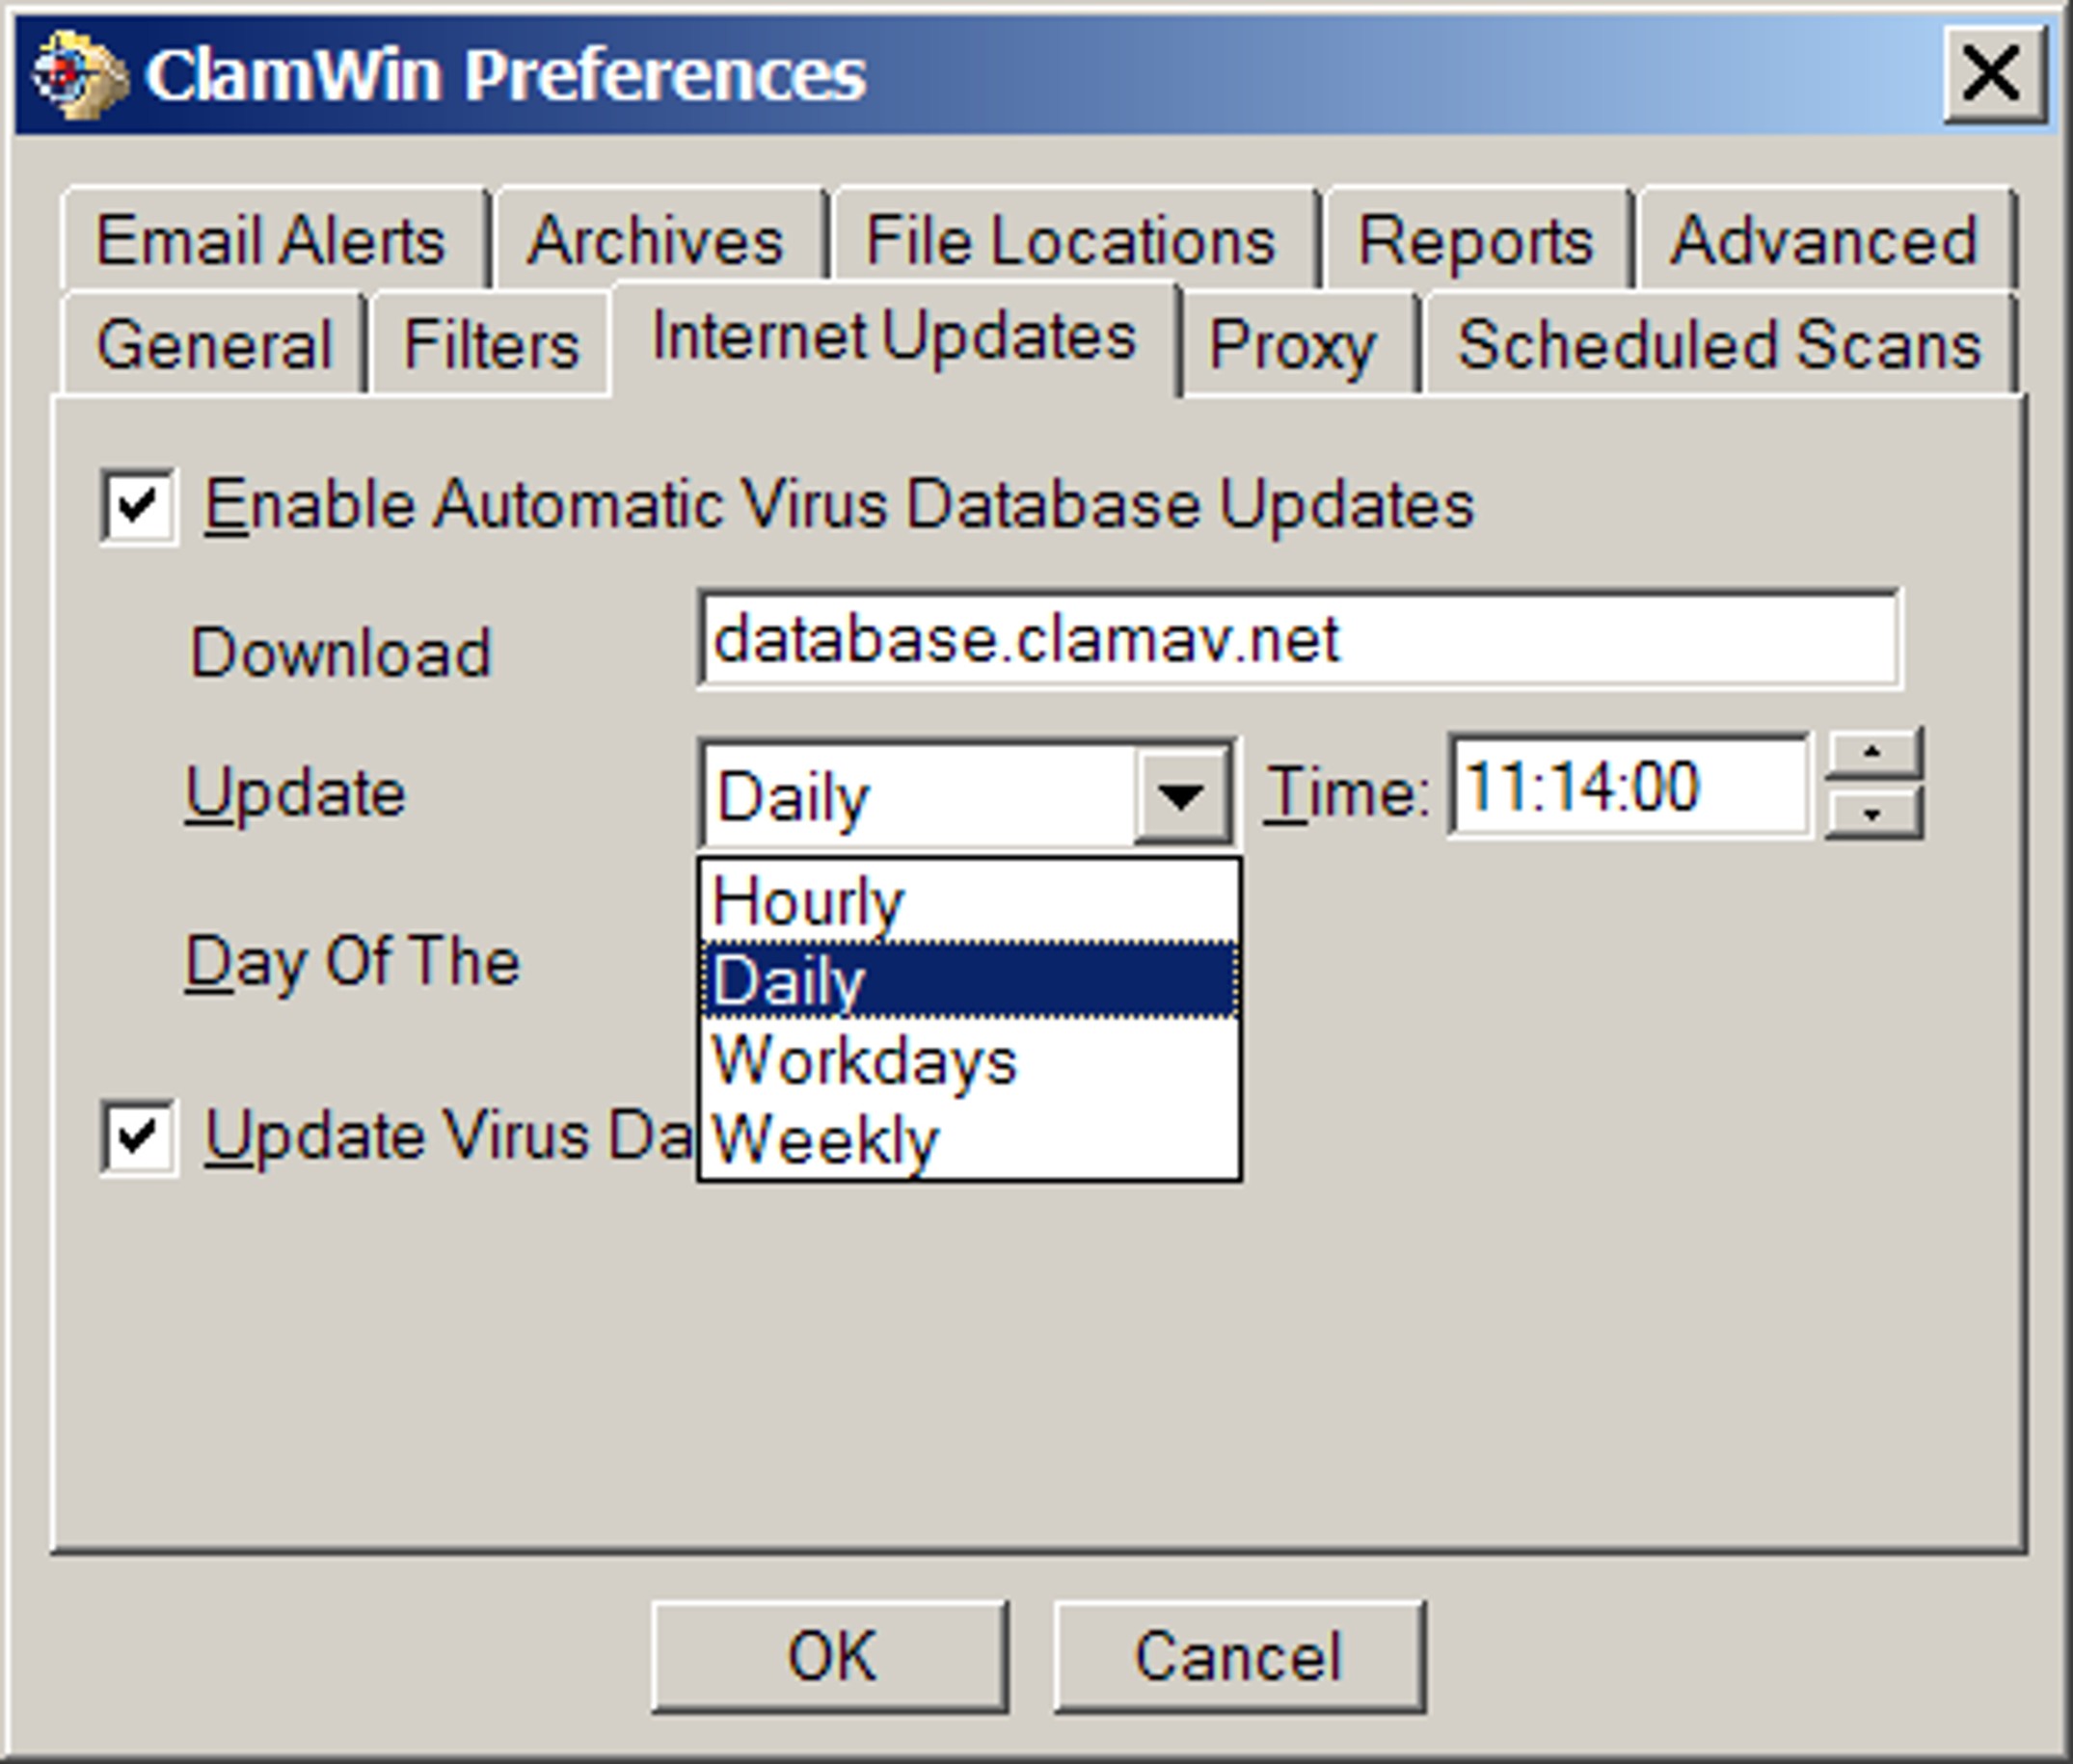 ClamWin Preferences
Email Alerts Archives File Locations Reports Advanced
General Filters Internet Updates Proxy Scheduled Scans
Enable Automatic Virus Database Updates
Download database.clamav.net
Update Daily Time: 11:14:00
Hourly
Day Of The Daily
Workdays
Update Virus Da Weekly
OK Cancel